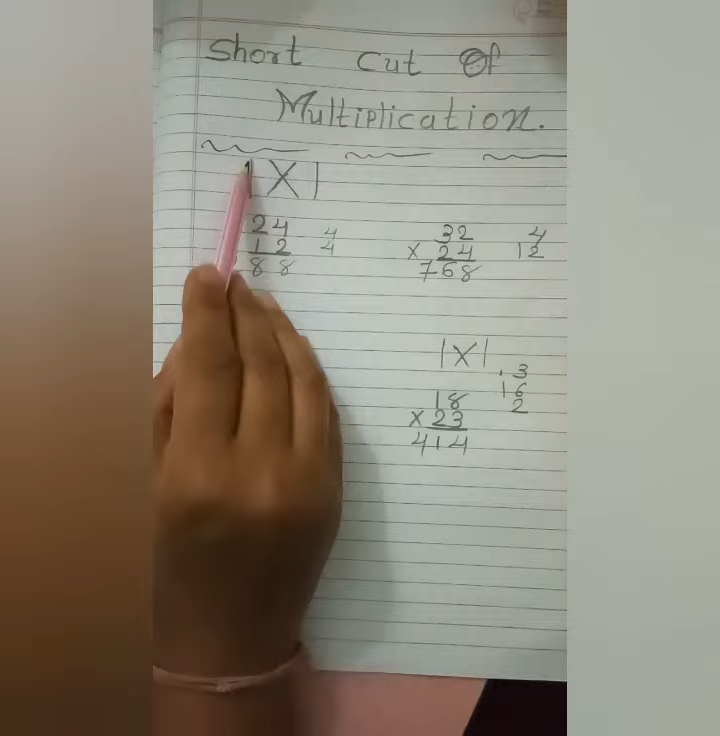 Short Cut Of
Multiplication.
|X|
24 4
12 4
88
32 4
X 24 12
768
|X|
. 3
16
18 2
X 23
414